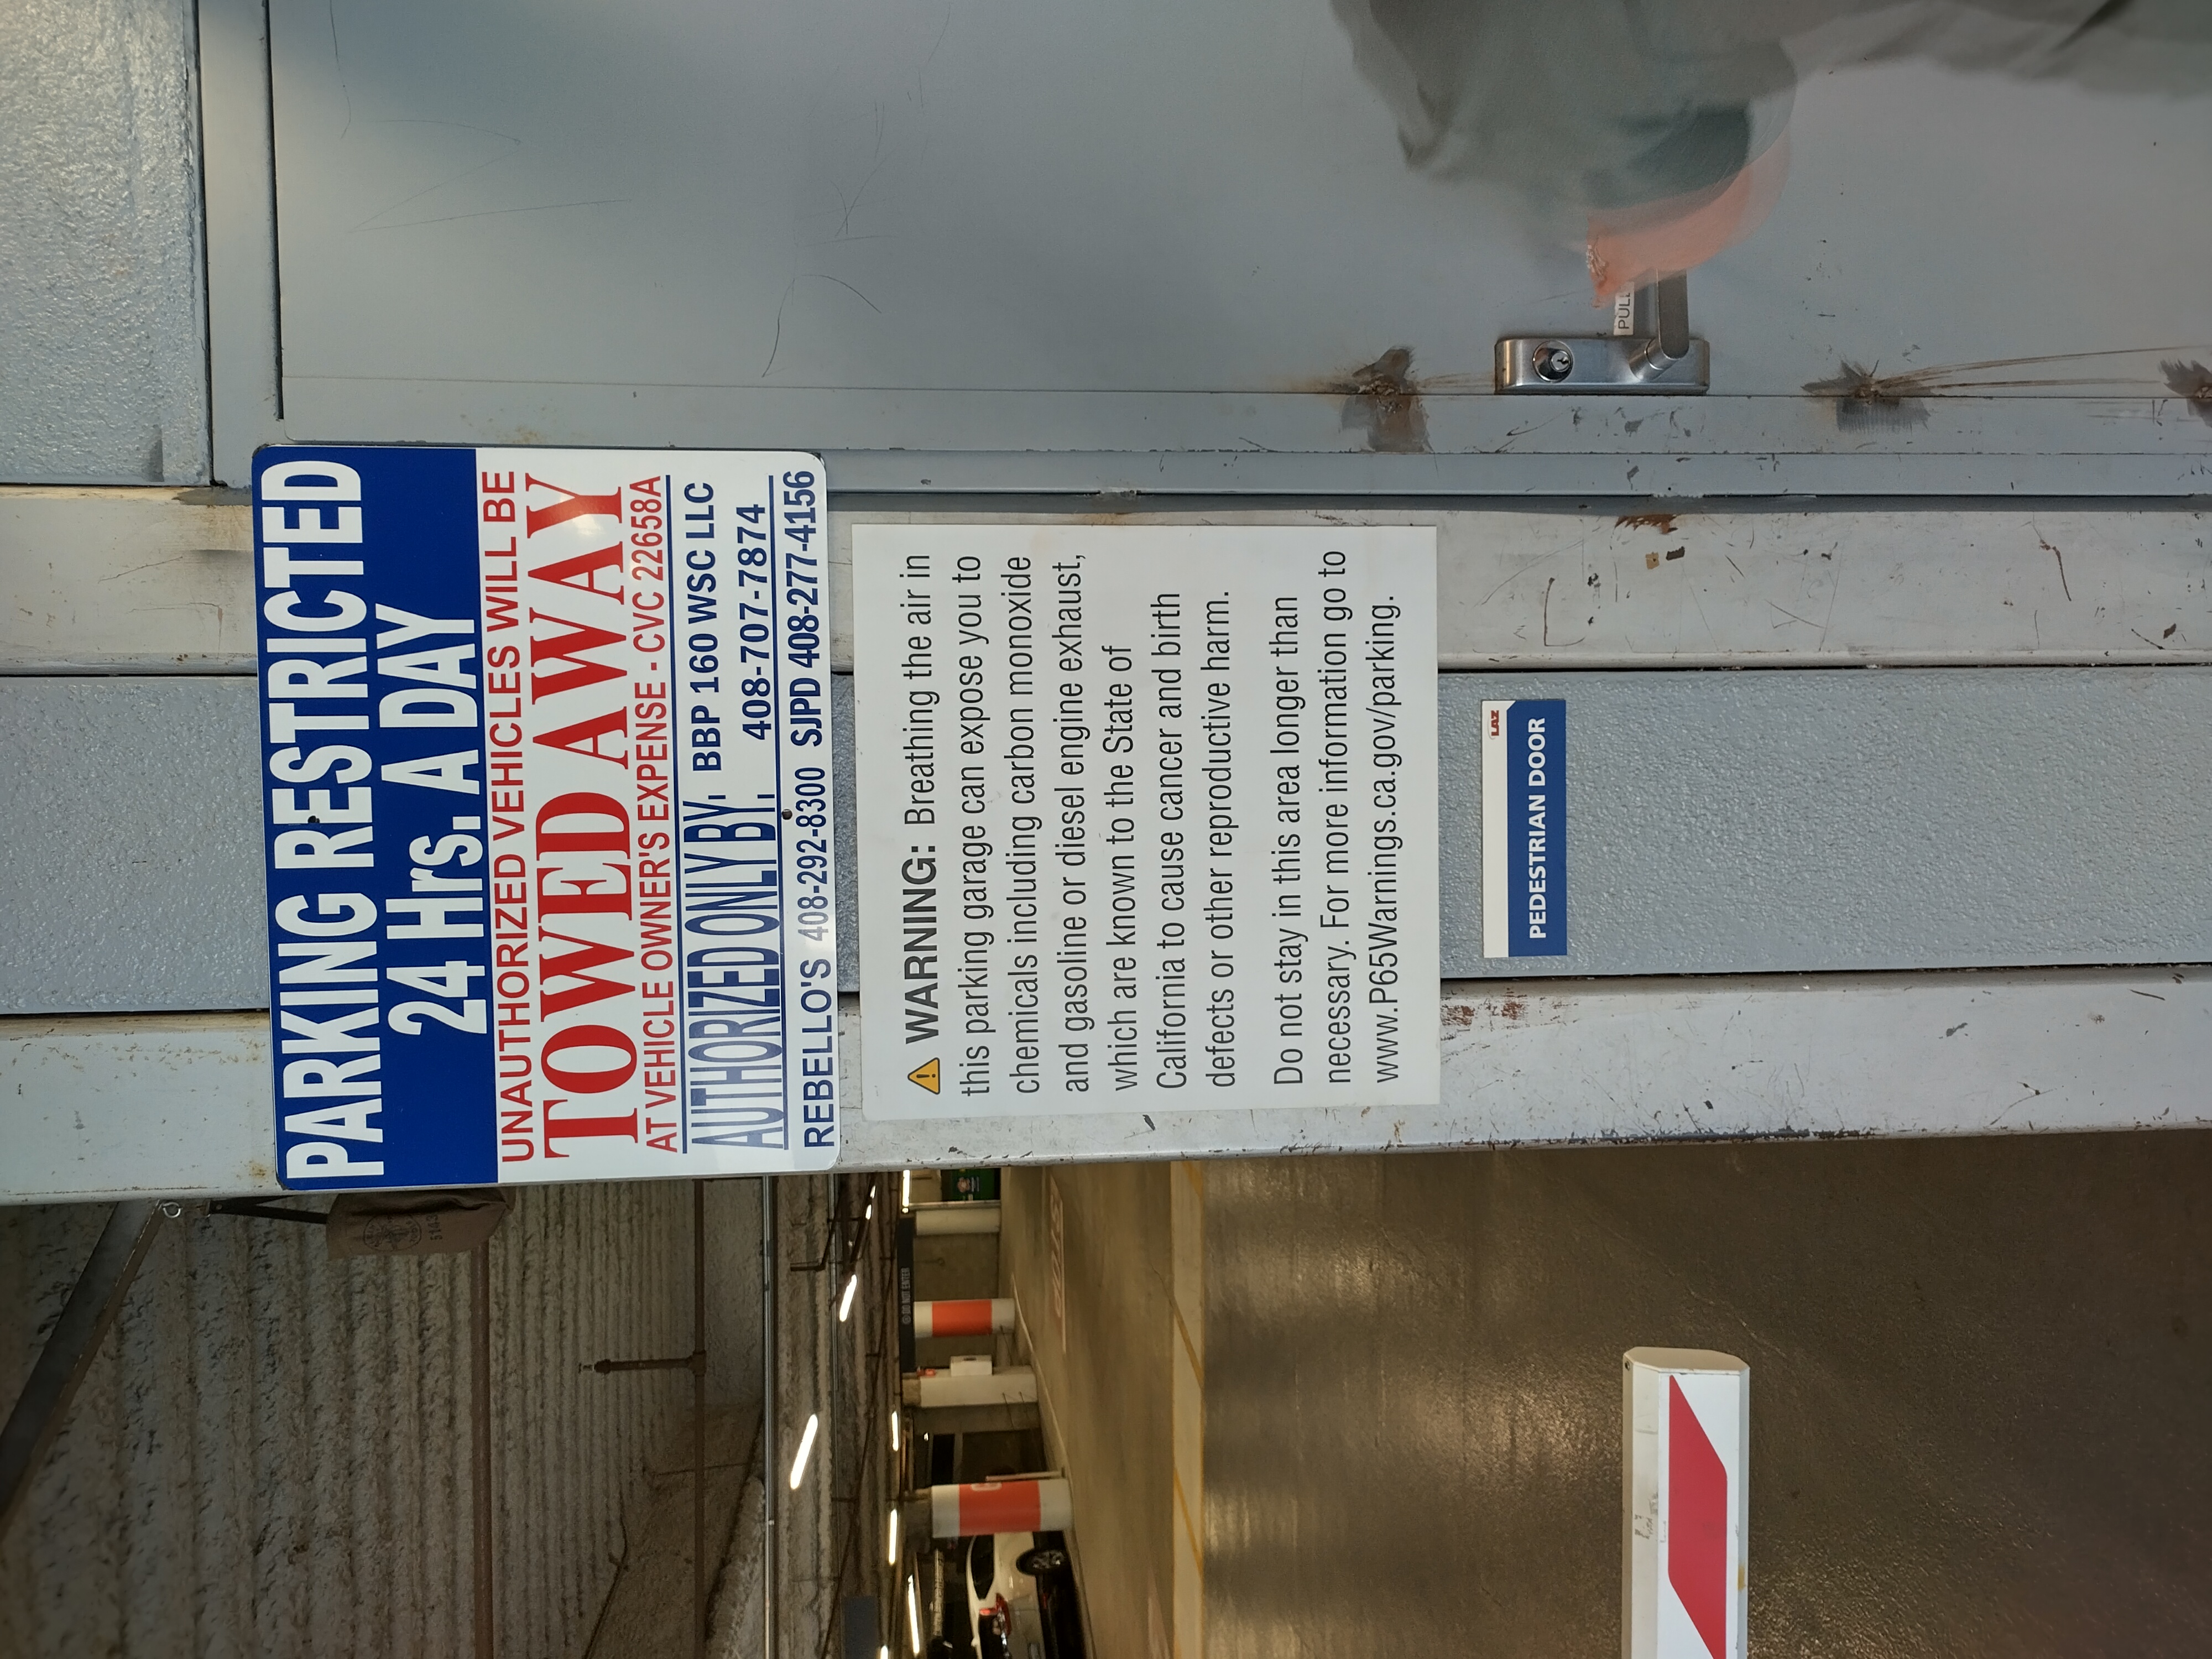 PARKING RESTRICTED
24 Hrs. A DAY
UNAUTHORIZED VEHICLES WILL BE
TOWED AWAY
AT VEHICLE OWNER'S EXPENSE - CVC 22658A
AUTHORIZED ONLY BY: BBP 160 WSC LLC
408-707-7874
REBELLO'S 408-292-8300 SJPD 408-277-4156
WARNING: Breathing the air in
this parking garage can expose you to
chemicals including carbon monoxide
and gasoline or diesel engine exhaust,
which are known to the State of
California to cause cancer and birth
defects or other reproductive harm.
Do not stay in this area longer than
necessary. For more information go to
www.P65Warnings.ca.gov/parking.
LAZ
PEDESTRIAN DOOR
PULL
DO NOT ENTER